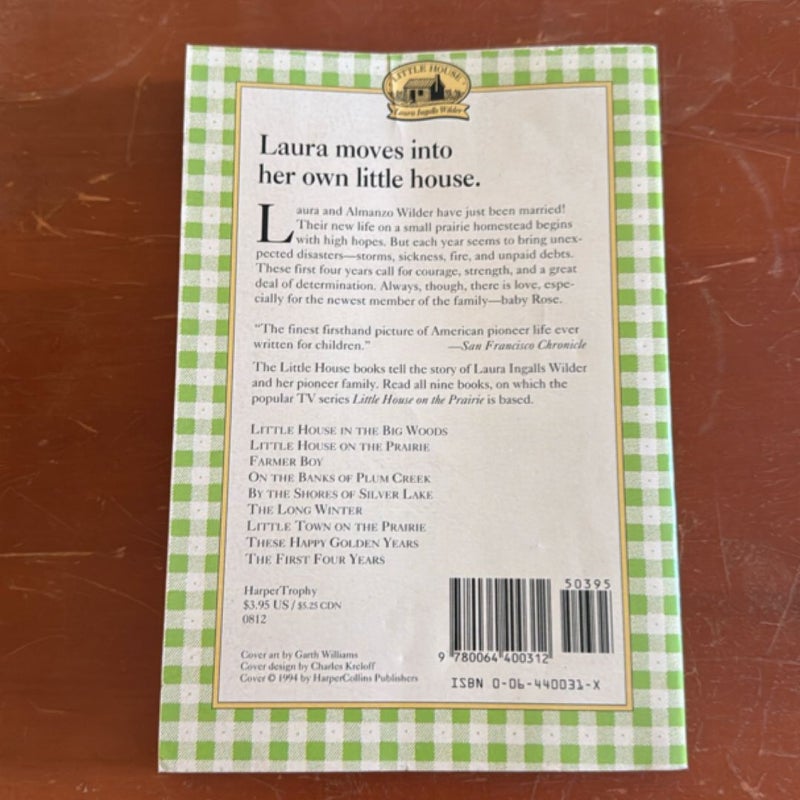 LITTLE HOUSE
Laura Ingalls Wilder
Laura moves into
her own little house.
Laura and Almanzo Wilder have just been married!
Their new life on a small prairie homestead begins
with high hopes. But each year seems to bring unex-
pected disasters—storms, sickness, fire, and unpaid debts.
These first four years call for courage, strength, and a great
deal of determination. Always, though, there is love, espe-
cially for the newest member of the family—baby Rose.
“The finest firsthand picture of American pioneer life ever
written for children.” —San Francisco Chronicle
The Little House books tell the story of Laura Ingalls Wilder
and her pioneer family. Read all nine books, on which the
popular TV series Little House on the Prairie is based.
LITTLE HOUSE IN THE BIG WOODS
LITTLE HOUSE ON THE PRAIRIE
FARMER BOY
ON THE BANKS OF PLUM CREEK
BY THE SHORES OF SILVER LAKE
THE LONG WINTER
LITTLE TOWN ON THE PRAIRIE
THESE HAPPY GOLDEN YEARS
THE FIRST FOUR YEARS
HarperTrophy
$3.95 US / $5.25 CDN
0812
Cover art by Garth Williams
Cover design by Charles Kreloff
Cover © 1994 by HarperCollins Publishers
50395
9 780064 400312
ISBN 0-06-440031-X